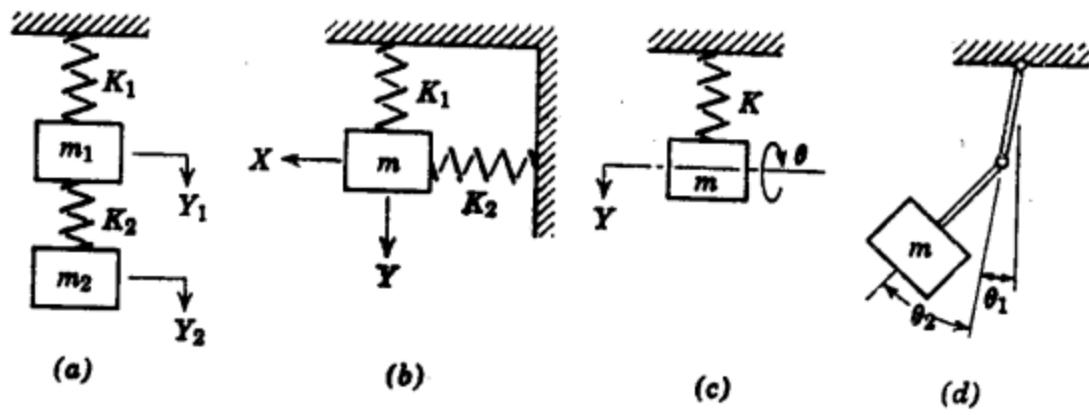 K₁
m₁
Y₁
K₂
m₂
Y₂
(a)
K₁
X
m
K₂
Y
(b)
K
θ
m
Y
(c)
m
θ₂
θ₁
(d)